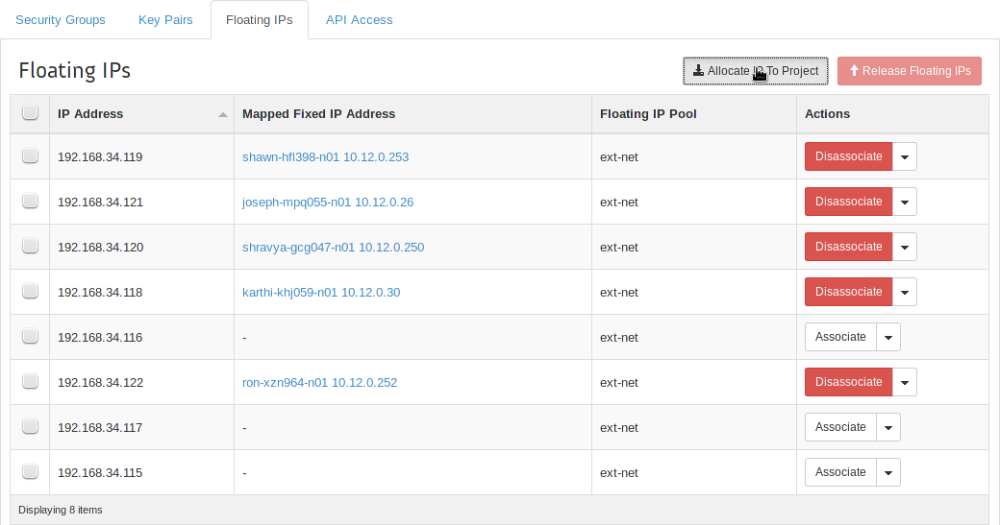 Security Groups Key Pairs Floating IPs API Access
Floating IPs Allocate IP To Project Release Floating IPs
IP Address Mapped Fixed IP Address Floating IP Pool Actions
192.168.34.119 shawn-hfl398-n01 10.12.0.253 ext-net Disassociate
192.168.34.121 joseph-mpq055-n01 10.12.0.26 ext-net Disassociate
192.168.34.120 shravya-gcg047-n01 10.12.0.250 ext-net Disassociate
192.168.34.118 karthi-khj059-n01 10.12.0.30 ext-net Disassociate
192.168.34.116 - ext-net Associate
192.168.34.122 ron-xzn964-n01 10.12.0.252 ext-net Disassociate
192.168.34.117 - ext-net Associate
192.168.34.115 - ext-net Associate
Displaying 8 items